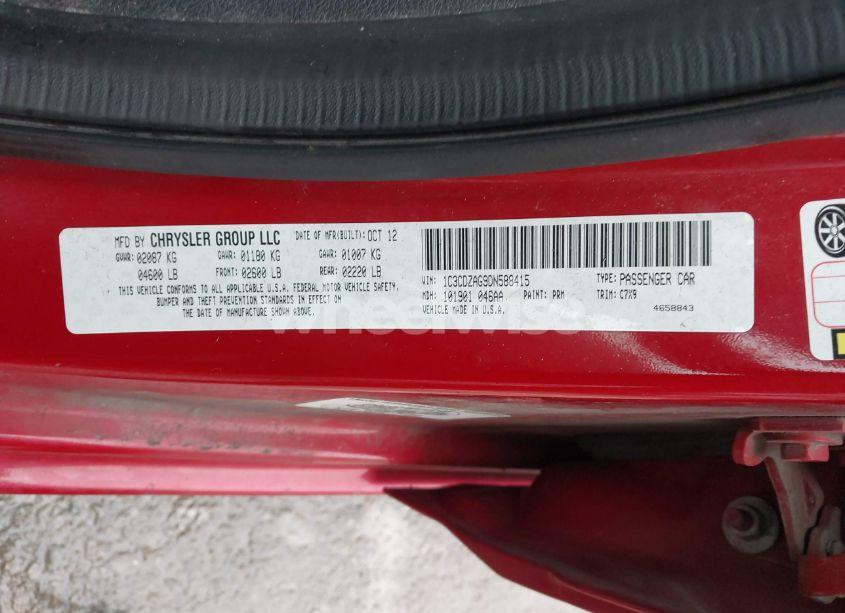 MFD BY CHRYSLER GROUP LLC DATE OF MFR(BUILT): OCT 12
GVWR: 02087 KG GAWR: 01180 KG GAWR: 01007 KG
04600 LB FRONT: 02600 LB REAR: 02220 LB
* THIS VEHICLE CONFORMS TO ALL APPLICABLE U.S.A. FEDERAL MOTOR VEHICLE SAFETY,
BUMPER AND THEFT PREVENTION STANDARDS IN EFFECT ON
THE DATE OF MANUFACTURE SHOWN ABOVE.
VIN: 1C3CDZAG9DN588415 TYPE: PASSENGER CAR
MDH: 101901 046AA PAINT: PRM TRIM: C7X9
VEHICLE MADE IN U.S.A. 4658843
wheelwise